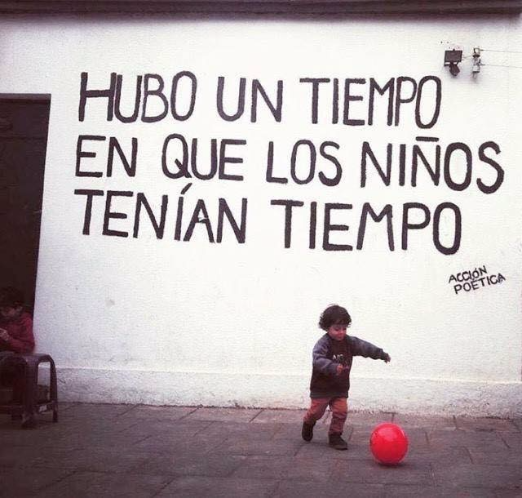 HUBO UN TIEMPO
EN QUE LOS NIÑOS
TENÍAN TIEMPO
ACCIÓN
POÉTICA